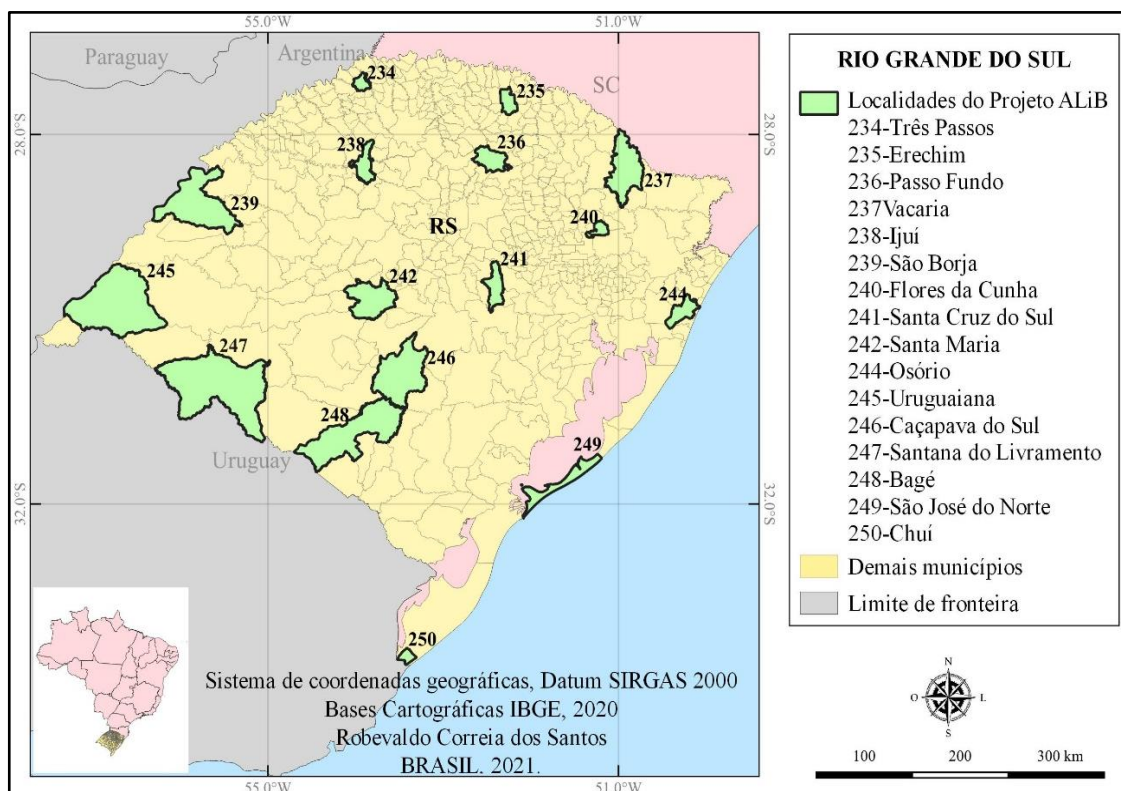 55.0°W
51.0°W
Paraguay
Argentina
SC
234
235
28.0°S
28.0°S
238
236
237
239
RS
240
241
245
242
244
247
246
248
249
Uruguay
32.0°S
32.0°S
250
Sistema de coordenadas geográficas, Datum SIRGAS 2000
Bases Cartográficas IBGE, 2020
Robevaldo Correia dos Santos
BRASIL. 2021.
55.0°W
51.0°W
RIO GRANDE DO SUL
Localidades do Projeto ALiB
234-Três Passos
235-Erechim
236-Passo Fundo
237Vacaria
238-Ijuí
239-São Borja
240-Flores da Cunha
241-Santa Cruz do Sul
242-Santa Maria
244-Osório
245-Uruguaiana
246-Caçapava do Sul
247-Santana do Livramento
248-Bagé
249-São José do Norte
250-Chuí
Demais municípios
Limite de fronteira
N
O L
S
100 200 300 km